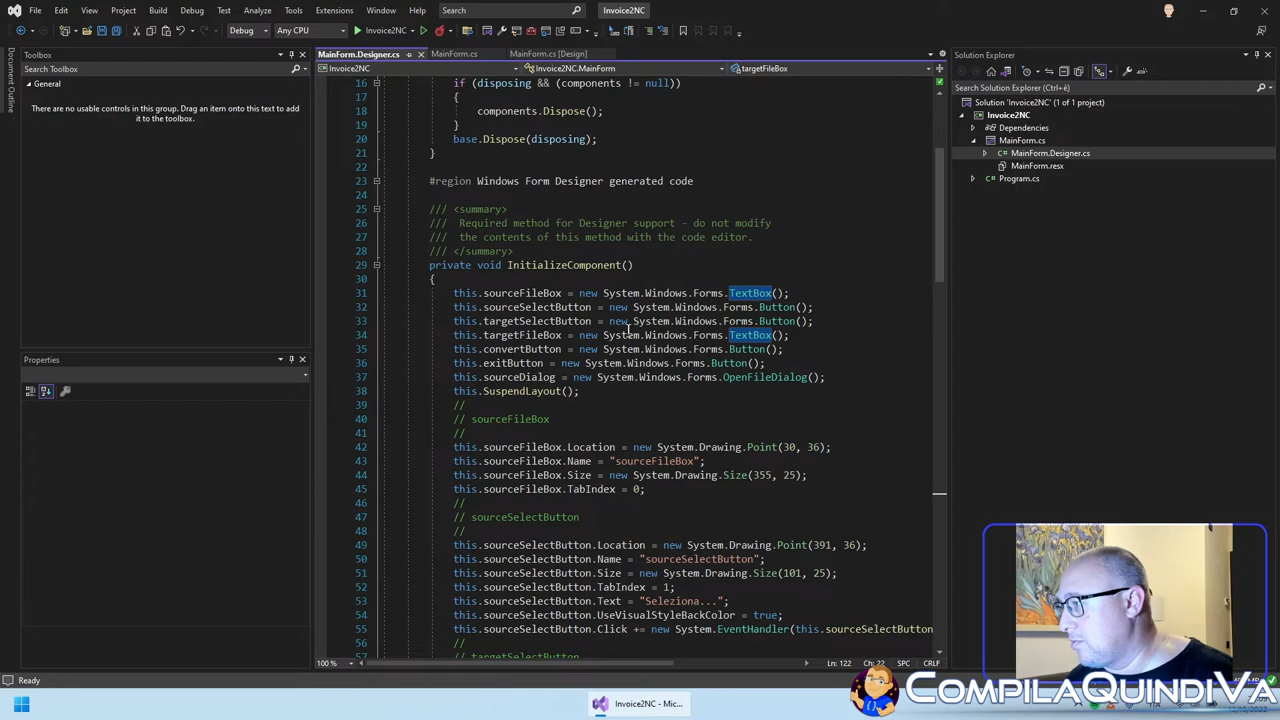 File Edit View Git Project Build Debug Test Analyze Tools Extensions Window Help Search Invoice2NC
Debug Any CPU Invoice2NC
Document Outline
Toolbox
Search Toolbox
General
There are no usable controls in this group. Drag an item onto this text to add
it to the toolbox.
Properties
MainForm.Designer.cs MainForm.cs MainForm.cs [Design]
Invoice2NC Invoice2NC.MainForm targetFileBox
16 if (disposing && (components != null))
17 {
18 components.Dispose();
19 }
20 base.Dispose(disposing);
21 }
22
23 #region Windows Form Designer generated code
24
25 /// <summary>
26 /// Required method for Designer support - do not modify
27 /// the contents of this method with the code editor.
28 /// </summary>
29 private void InitializeComponent()
30 {
31 this.sourceFileBox = new System.Windows.Forms.TextBox();
32 this.sourceSelectButton = new System.Windows.Forms.Button();
33 this.targetSelectButton = new System.Windows.Forms.Button();
34 this.targetFileBox = new System.Windows.Forms.TextBox();
35 this.convertButton = new System.Windows.Forms.Button();
36 this.exitButton = new System.Windows.Forms.Button();
37 this.sourceDialog = new System.Windows.Forms.OpenFileDialog();
38 this.SuspendLayout();
39 //
40 // sourceFileBox
41 //
42 this.sourceFileBox.Location = new System.Drawing.Point(30, 36);
43 this.sourceFileBox.Name = "sourceFileBox";
44 this.sourceFileBox.Size = new System.Drawing.Size(355, 25);
45 this.sourceFileBox.TabIndex = 0;
46 //
47 // sourceSelectButton
48 //
49 this.sourceSelectButton.Location = new System.Drawing.Point(391, 36);
50 this.sourceSelectButton.Name = "sourceSelectButton";
51 this.sourceSelectButton.Size = new System.Drawing.Size(101, 25);
52 this.sourceSelectButton.TabIndex = 1;
53 this.sourceSelectButton.Text = "Seleziona...";
54 this.sourceSelectButton.UseVisualStyleBackColor = true;
55 this.sourceSelectButton.Click += new System.EventHandler(this.sourceSelectButton
56 //
57 // targetSelectButton
100 % Ln: 122 Ch: 22 SPC CRLF
Solution Explorer
Search Solution Explorer (Ctrl+è)
Solution 'Invoice2NC' (1 of 1 project)
Invoice2NC
Dependencies
MainForm.cs
MainForm.Designer.cs
MainForm.resx
Program.cs
Ready
Invoice2NC - Mic...
COMPILAQUINDIVA